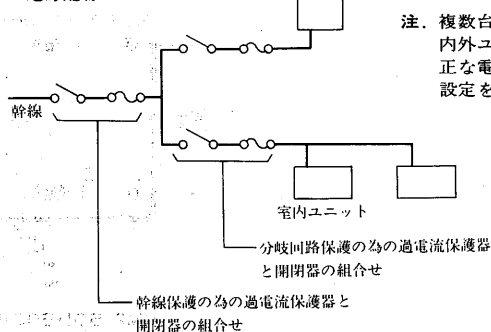 注．複数台
内外ユ
正な電
設定を
幹線
室内ユニット
分岐回路保護の為の過電流保護器
と開閉器の組合せ
幹線保護の為の過電流保護器と
開閉器の組合せ